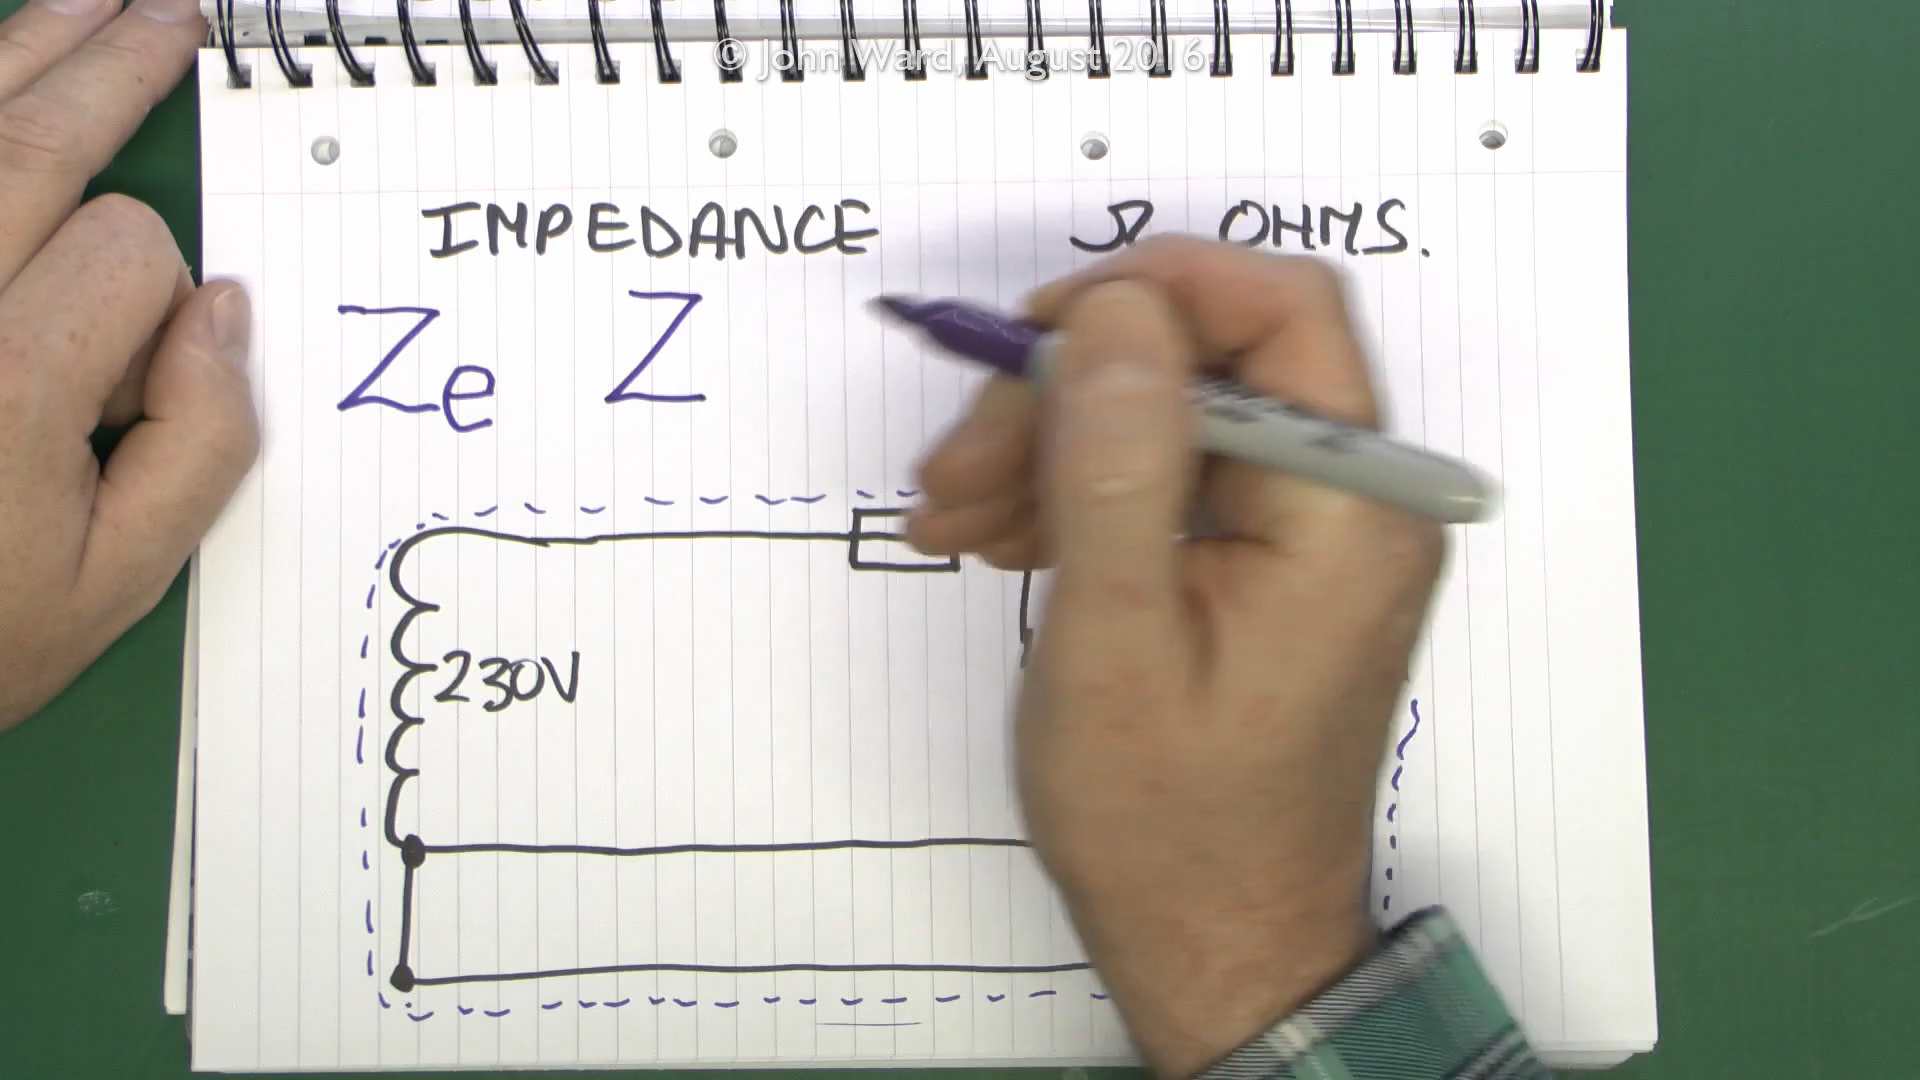 © John Ward, August 2016
IMPEDANCE Ω OHMS.
Ze Z
230V